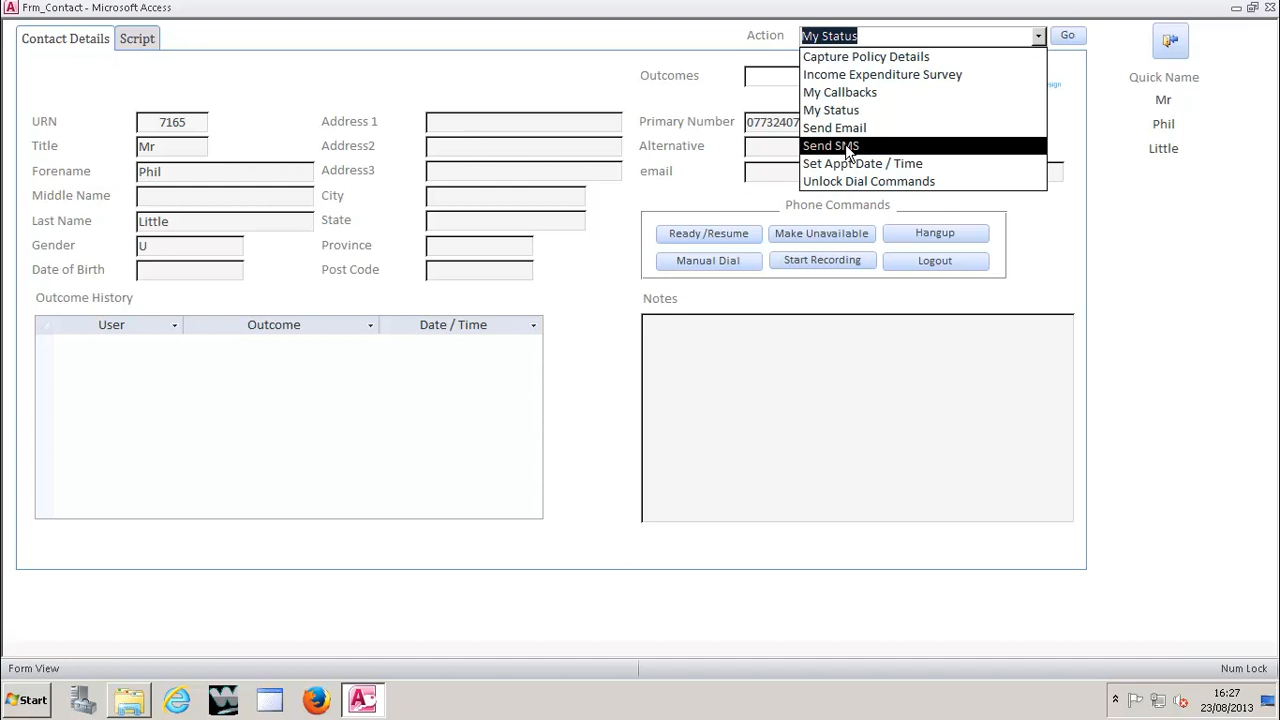 Frm_Contact - Microsoft Access
Contact Details
Script
Action
My Status
Go
Capture Policy Details
Income Expenditure Survey
My Callbacks
My Status
Send Email
Send SMS
Set Appt Date / Time
Unlock Dial Commands
Outcomes
Quick Name
Mr
Phil
Little
URN 7165
Title Mr
Forename Phil
Middle Name
Last Name Little
Gender U
Date of Birth
Address 1
Address2
Address3
City
State
Province
Post Code
Primary Number 07732407
Alternative
email
Phone Commands
Ready /Resume Make Unavailable Hangup
Manual Dial Start Recording Logout
Outcome History
User Outcome Date / Time
Notes
Form View
Num Lock
Start
16:27
23/08/2013